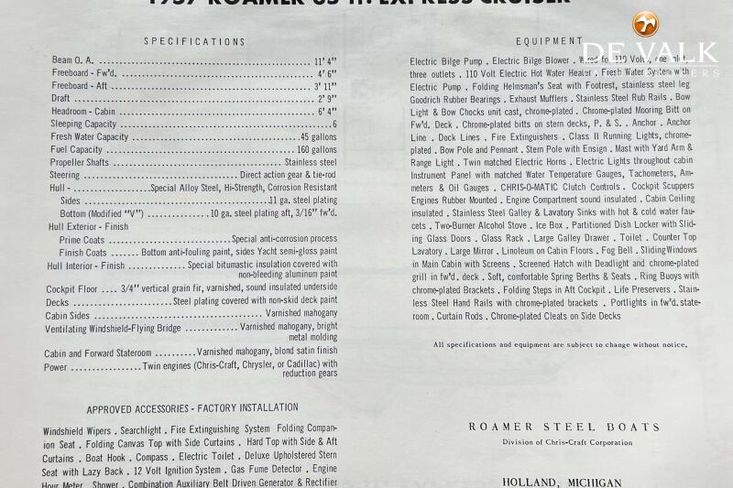 1957 ROAMER 35 ft. EXPRESS CRUISER
DE VALK
SPECIFICATIONS
Beam O. A. 11' 4"
Freeboard - Fw'd. 4' 6"
Freeboard - Aft 3' 11"
Draft 2' 9"
Headroom - Cabin 6' 4"
Sleeping Capacity 6
Fresh Water Capacity 45 gallons
Fuel Capacity 160 gallons
Propeller Shafts Stainless steel
Steering Direct action gear & tie-rod
Hull - Special Alloy Steel, Hi-Strength, Corrosion Resistant
Sides 11 ga. steel plating
Bottom (Modified "V") 10 ga. steel plating aft, 3/16" fw'd.
Hull Exterior - Finish
Prime Coats Special anti-corrosion process
Finish Coats Bottom anti-fouling paint, sides Yacht semi-gloss paint
Hull Interior - Finish Special bitumastic insulation covered with
non-bleeding aluminum paint
Cockpit Floor 3/4" vertical grain fir, varnished, sound insulated underside
Decks Steel plating covered with non-skid deck paint
Cabin Sides Varnished mahogany
Ventilating Windshield-Flying Bridge Varnished mahogany, bright
metal molding
Cabin and Forward Stateroom Varnished mahogany, blond satin finish
Power Twin engines (Chris-Craft, Chrysler, or Cadillac) with
reduction gears
APPROVED ACCESSORIES - FACTORY INSTALLATION
Windshield Wipers . Searchlight . Fire Extinguishing System Folding Compan-
ion Seat . Folding Canvas Top with Side Curtains . Hard Top with Side & Aft
Curtains . Boat Hook . Compass . Electric Toilet . Deluxe Upholstered Stern
Seat with Lazy Back . 12 Volt Ignition System . Gas Fume Detector . Engine
Hour Meter Shower . Combination Auxiliary Belt Driven Generator & Rectifier
EQUIPMENT
Electric Bilge Pump . Electric Bilge Blower . Wired for 110 Volts, one inlet,
three outlets . 110 Volt Electric Hot Water Heater . Fresh Water System with
Electric Pump . Folding Helmsman's Seat with Footrest, stainless steel leg
Goodrich Rubber Bearings . Exhaust Mufflers . Stainless Steel Rub Rails . Bow
Light & Bow Chocks unit cast, chrome-plated . Chrome-plated Mooring Bitt on
Fw'd. Deck . Chrome-plated bitts on stern decks, P. & S. . Anchor . Anchor
Line . Dock Lines . Fire Extinguishers . Class II Running Lights, chrome-
plated . Bow Pole and Pennant . Stern Pole with Ensign . Mast with Yard Arm &
Range Light . Twin matched Electric Horns . Electric Lights throughout cabin
Instrument Panel with matched Water Temperature Gauges, Tachometers, Am-
meters & Oil Gauges . CHRIS-O-MATIC Clutch Controls . Cockpit Scuppers
Engines Rubber Mounted . Engine Compartment sound insulated . Cabin Ceiling
insulated . Stainless Steel Galley & Lavatory Sinks with hot & cold water fau-
cets . Two-Burner Alcohol Stove . Ice Box . Partitioned Dish Locker with Slid-
ing Glass Doors . Glass Rack . Large Galley Drawer . Toilet . Counter Top
Lavatory . Large Mirror . Linoleum on Cabin Floors . Fog Bell . Sliding Windows
in Main Cabin with Screens . Screened Hatch with Deadlight and chrome-plated
grill in fw'd. deck . Soft, comfortable Spring Berths & Seats . Ring Buoys with
chrome-plated Brackets . Folding Steps in Aft Cockpit . Life Preservers . Stain-
less Steel Hand Rails with chrome-plated brackets . Portlights in fw'd. state-
room . Curtain Rods . Chrome-plated Cleats on Side Decks
All specifications and equipment are subject to change without notice.
ROAMER STEEL BOATS
Division of Chris-Craft Corporation
HOLLAND, MICHIGAN